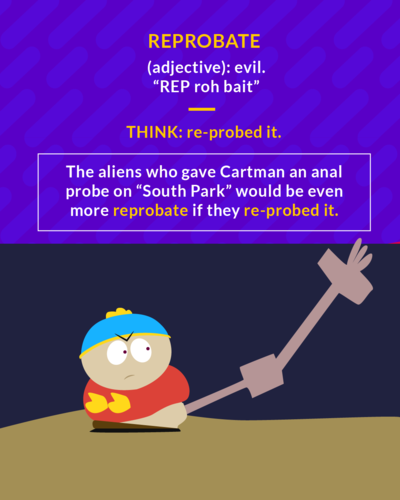 REPROBATE
(adjective): evil.
“REP roh bait”
THINK: re-probed it.
The aliens who gave Cartman an anal
probe on “South Park” would be even
more reprobate if they re-probed it.